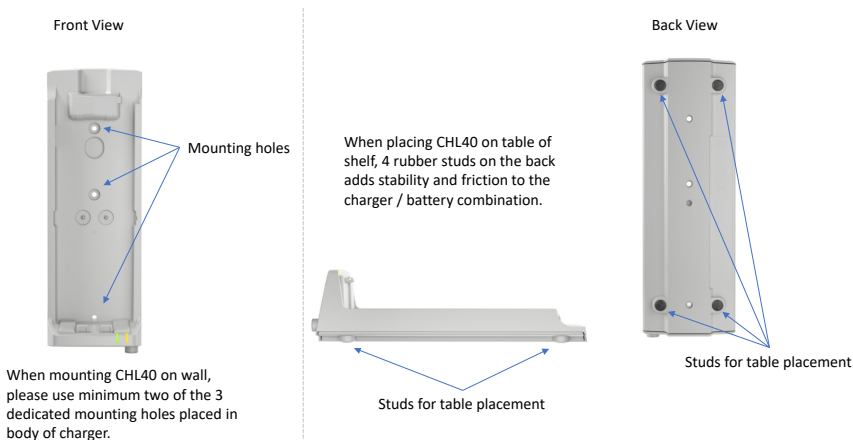 Front View
Mounting holes
When mounting CHL40 on wall,
please use minimum two of the 3
dedicated mounting holes placed in
body of charger.
When placing CHL40 on table of
shelf, 4 rubber studs on the back
adds stability and friction to the
charger / battery combination.
Studs for table placement
Back View
Studs for table placement